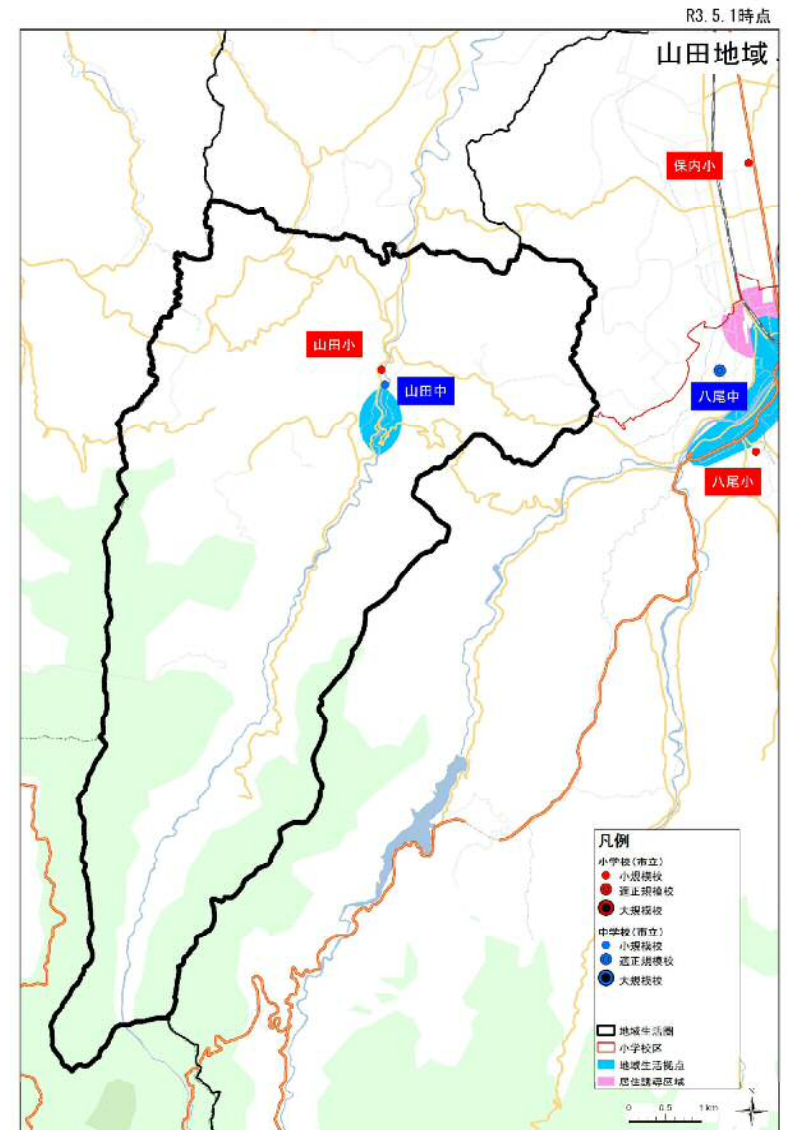 R3.5.1時点
山田地域
保内小
山田小
山田中
八尾中
八尾小
凡例
小学校(市立)
小規模校
適正規模校
大規模校
中学校(市立)
小規模校
適正規模校
大規模校
地域生活圏
小学校区
地域生活拠点
居住誘導区域
N
0 0.5 1km